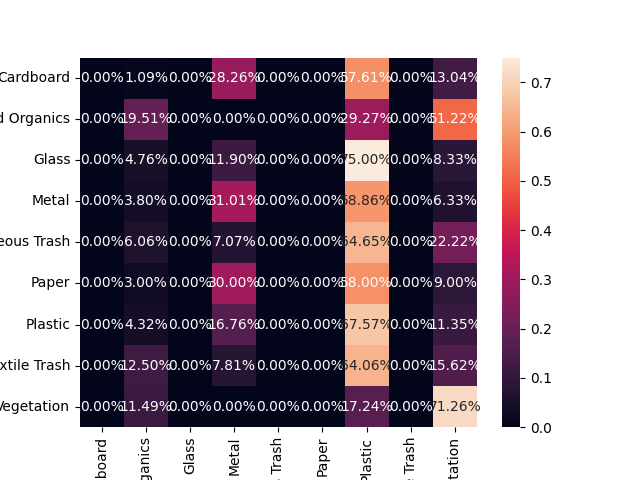 Cardboard 0.00% 1.09% 0.00% 28.26% 0.00% 0.00% 57.61% 0.00% 13.04%
d Organics 19.51% 0.00% 0.00% 0.00% 0.00% 29.27% 0.00% 51.22%
Glass 0.00% 4.76% 0.00% 11.90% 0.00% 0.00% 75.00% 0.00% 8.33%
Metal 0.00% 3.80% 0.00% 31.01% 0.00% 0.00% 58.86% 0.00% 6.33%
eous Trash 0.00% 6.06% 0.00% 7.07% 0.00% 0.00% 64.65% 0.00% 22.22%
Paper 0.00% 3.00% 0.00% 30.00% 0.00% 0.00% 58.00% 0.00% 9.00%
Plastic 0.00% 4.32% 0.00% 16.76% 0.00% 0.00% 67.57% 0.00% 11.35%
xtile Trash 0.00% 12.50% 0.00% 7.81% 0.00% 0.00% 64.06% 0.00% 15.62%
Vegetation 0.00% 11.49% 0.00% 0.00% 0.00% 0.00% 17.24% 0.00% 71.26%
board
ganics
Glass
Metal
Trash
Paper
Plastic
Trash
tation
0.7
0.6
0.5
0.4
0.3
0.2
0.1
0.0